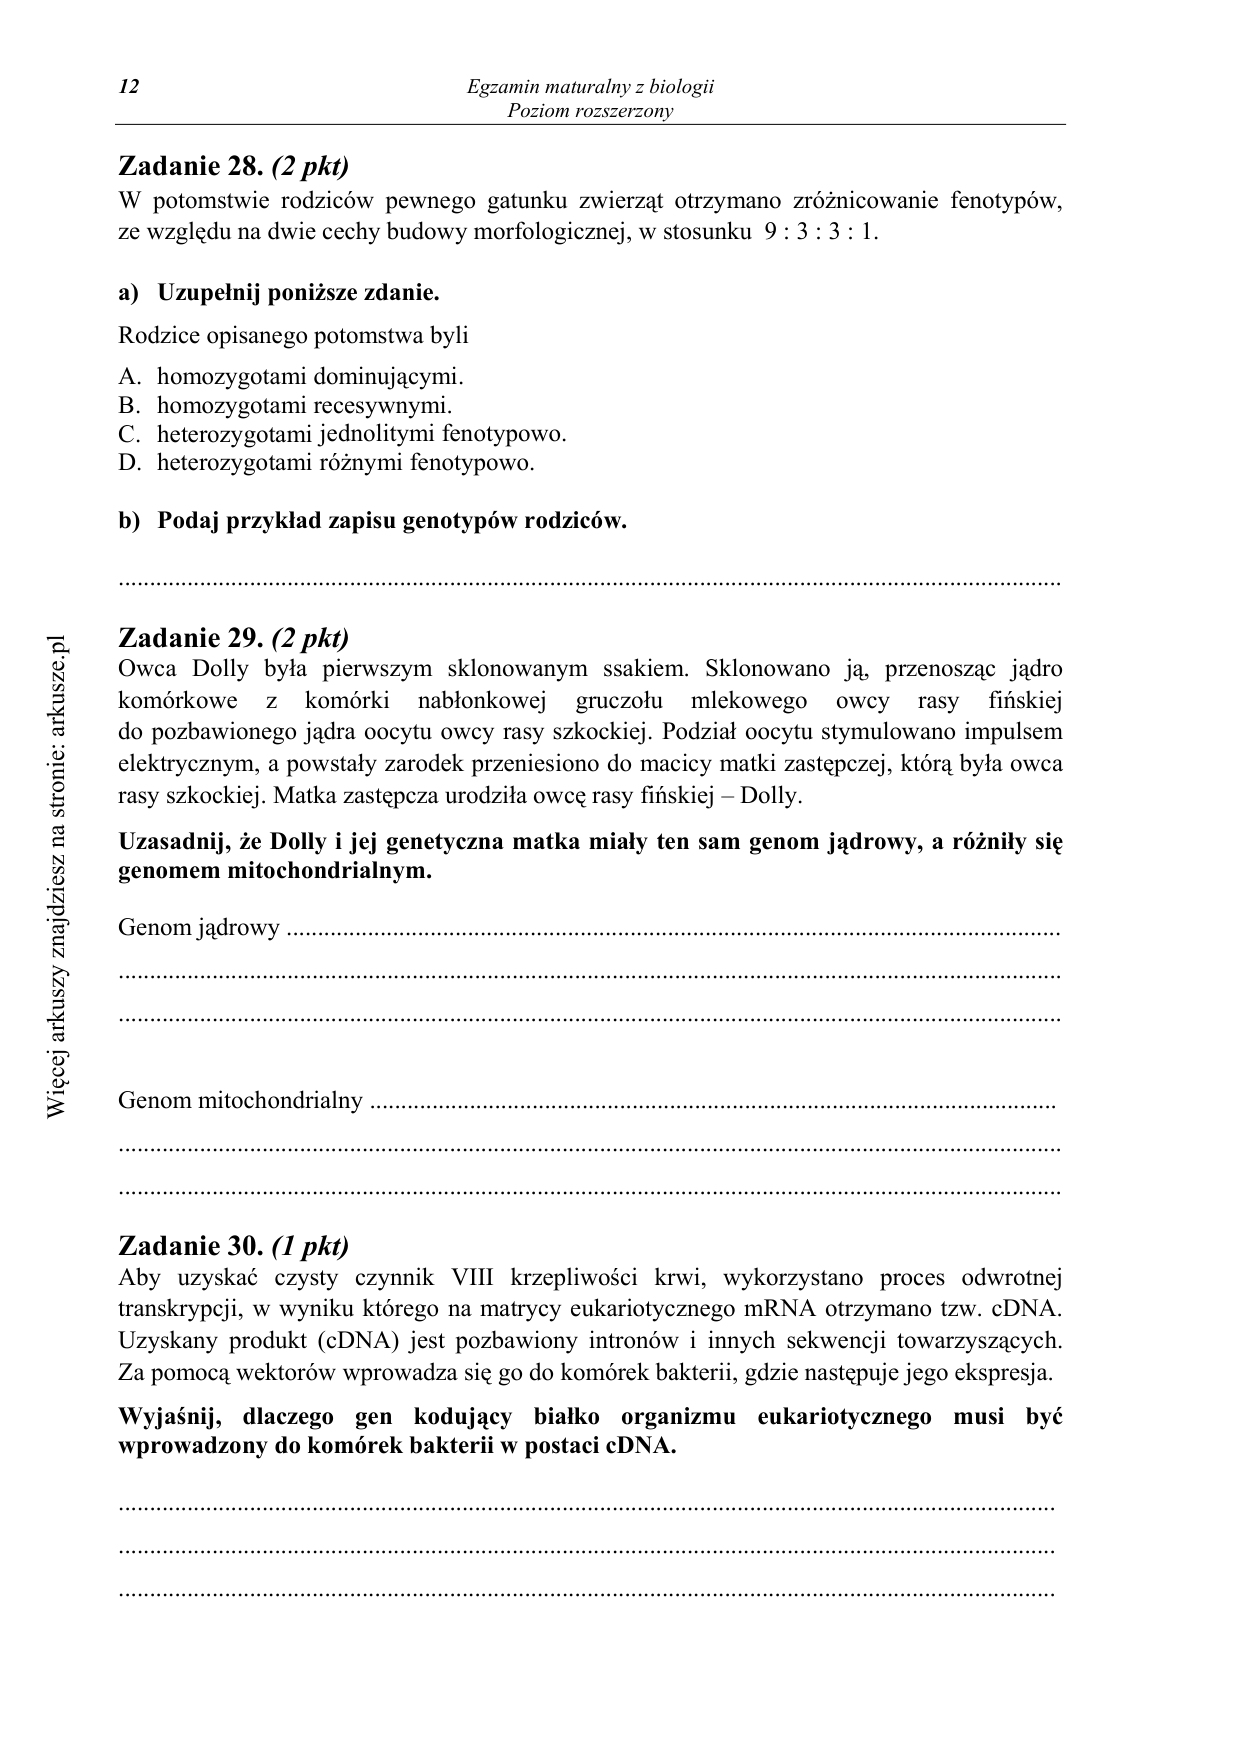 12
Egzamin maturalny z biologii
Poziom rozszerzony
Zadanie 28. (2 pkt)
W potomstwie rodziców pewnego gatunku zwierząt otrzymano zróżnicowanie fenotypów,
ze względu na dwie cechy budowy morfologicznej, w stosunku 9 : 3 : 3 : 1.
a) Uzupełnij poniższe zdanie.
Rodzice opisanego potomstwa byli
A. homozygotami dominującymi.
B. homozygotami recesywnymi.
C. heterozygotami jednolitymi fenotypowo.
D. heterozygotami różnymi fenotypowo.
b) Podaj przykład zapisu genotypów rodziców.
Zadanie 29. (2 pkt)
Owca Dolly była pierwszym sklonowanym ssakiem. Sklonowano ją, przenosząc jądro
komórkowe z komórki nabłonkowej gruczołu mlekowego owcy rasy fińskiej
do pozbawionego jądra oocytu owcy rasy szkockiej. Podział oocytu stymulowano impulsem
elektrycznym, a powstały zarodek przeniesiono do macicy matki zastępczej, którą była owca
rasy szkockiej. Matka zastępcza urodziła owcę rasy fińskiej – Dolly.
Uzasadnij, że Dolly i jej genetyczna matka miały ten sam genom jądrowy, a różniły się
genomem mitochondrialnym.
Genom jądrowy
Genom mitochondrialny
Zadanie 30. (1 pkt)
Aby uzyskać czysty czynnik VIII krzepliwości krwi, wykorzystano proces odwrotnej
transkrypcji, w wyniku którego na matrycy eukariotycznego mRNA otrzymano tzw. cDNA.
Uzyskany produkt (cDNA) jest pozbawiony intronów i innych sekwencji towarzyszących.
Za pomocą wektorów wprowadza się go do komórek bakterii, gdzie następuje jego ekspresja.
Wyjaśnij, dlaczego gen kodujący białko organizmu eukariotycznego musi być
wprowadzony do komórek bakterii w postaci cDNA.
Więcej arkuszy znajdziesz na stronie: arkusze.pl